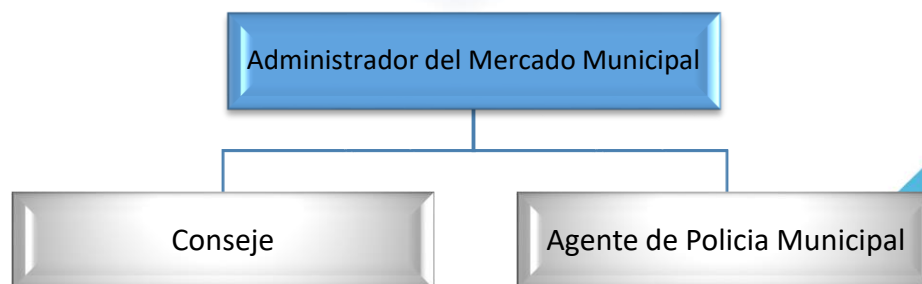 Administrador del Mercado Municipal
Conseje
Agente de Policia Municipal